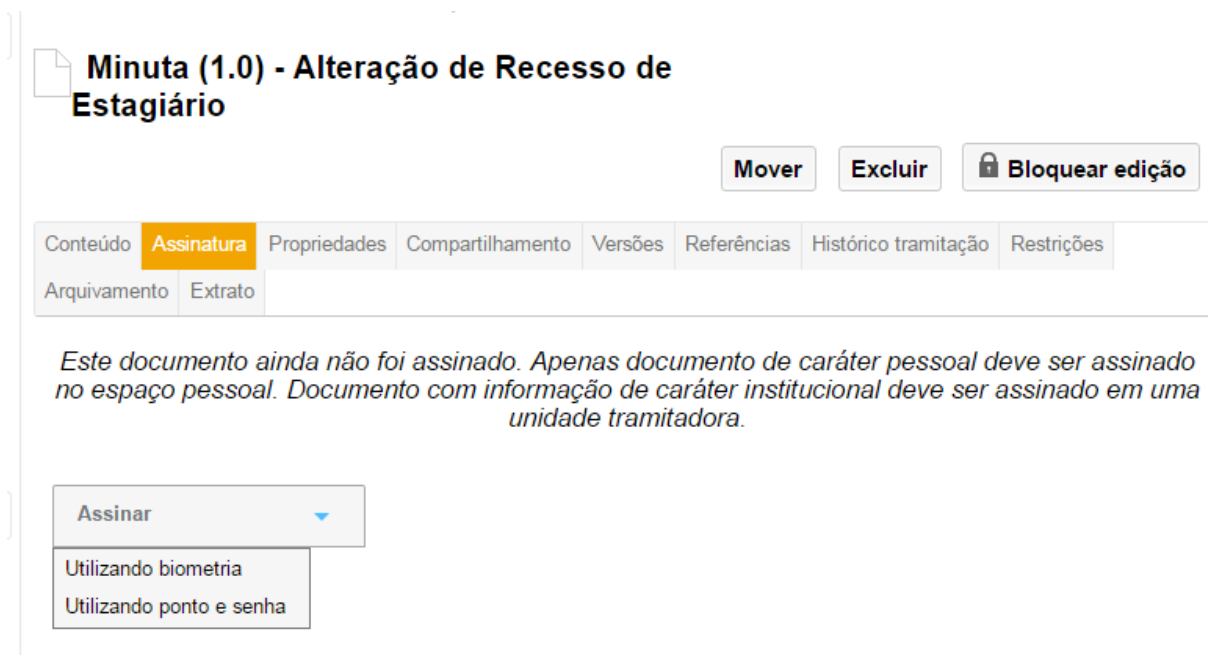 Minuta (1.0) - Alteração de Recesso de
Estagiário
Mover Excluir Bloquear edição
Conteúdo Assinatura Propriedades Compartilhamento Versões Referências Histórico tramitação Restrições
Arquivamento Extrato
Este documento ainda não foi assinado. Apenas documento de caráter pessoal deve ser assinado
no espaço pessoal. Documento com informação de caráter institucional deve ser assinado em uma
unidade tramitadora.
Assinar
Utilizando biometria
Utilizando ponto e senha